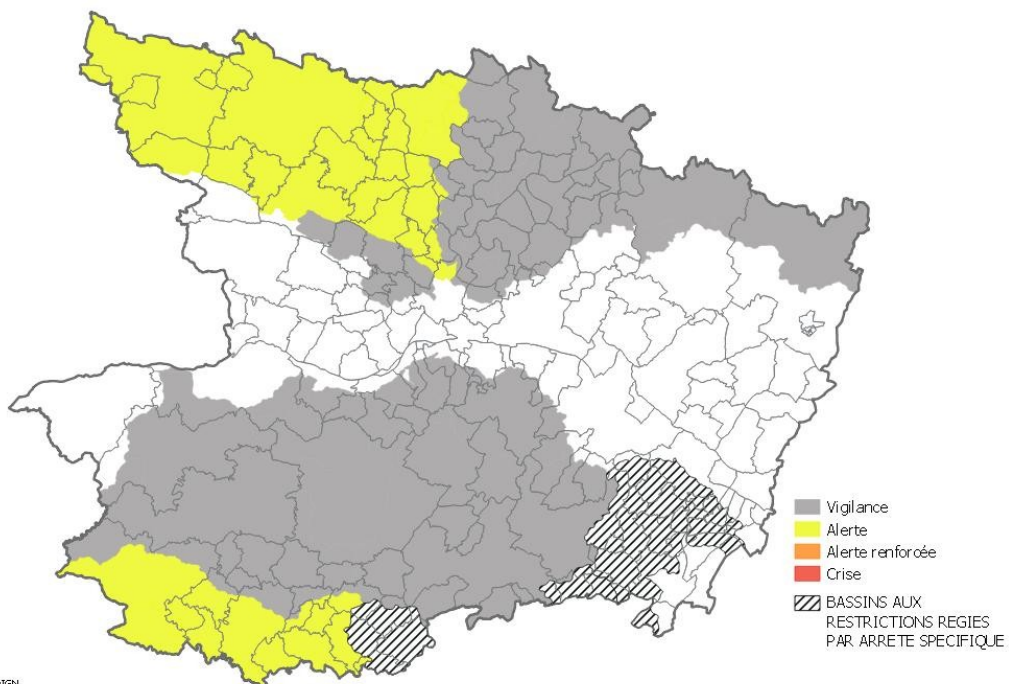 Vigilance
Alerte
Alerte renforcée
Crise
BASSINS AUX
RESTRICTIONS REGIES
PAR ARRETE SPECIFIQUE